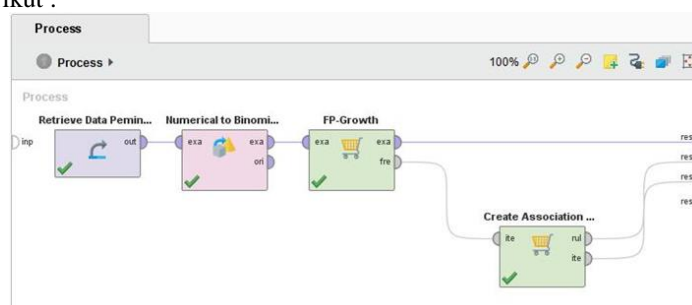 ikut :
Process
Process
100%
Process
Retrieve Data Pemin...
Numerical to Binomi...
FP-Growth
inp
out
exa
exa
ori
exa
exa
fre
res
res
res
res
Create Association ...
ite
rul
ite